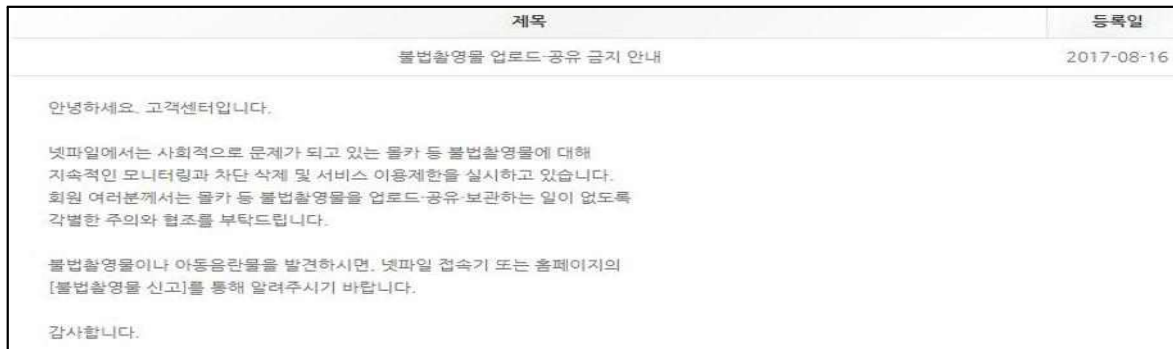 제목 등록일
불법촬영물 업로드·공유 금지 안내 2017-08-16
안녕하세요. 고객센터입니다.
넷파일에서는 사회적으로 문제가 되고 있는 몰카 등 불법촬영물에 대해
지속적인 모니터링과 차단 삭제 및 서비스 이용제한을 실시하고 있습니다.
회원 여러분께서는 몰카 등 불법촬영물을 업로드·공유·보관하는 일이 없도록
각별한 주의와 협조를 부탁드립니다.
불법촬영물이나 아동음란물을 발견하시면, 넷파일 접속기 또는 홈페이지의
[불법촬영물 신고]를 통해 알려주시기 바랍니다.
감사합니다.